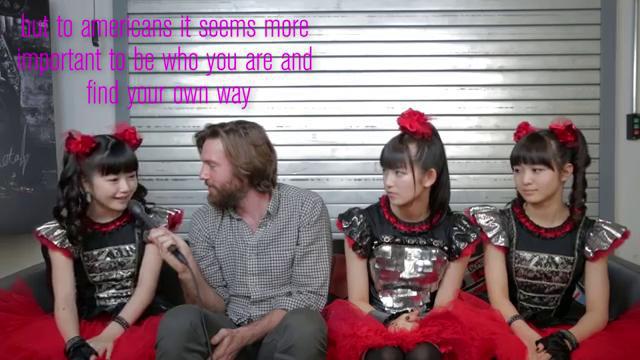 but to americans it seems more
important to be who you are and
find your own way